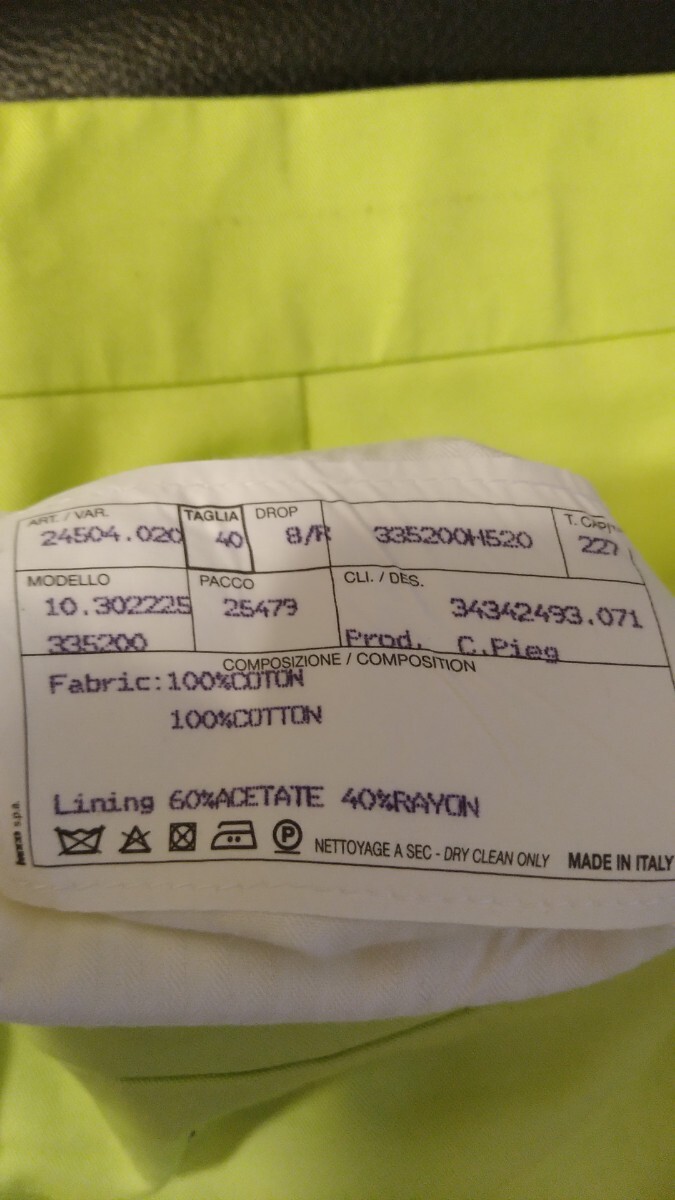 ART. / VAR. TAGLIA DROP
24504.020 40 8/R 335200H520 227
MODELLO PACCO CLI. / DES.
10.302225 25479 34342493.071
335200 Prod. C.Pieg
COMPOSIZIONE / COMPOSITION
Fabric:100%COTON
100%COTTON
Lining 60%ACETATE 40%RAYON
P NETTOYAGE A SEC - DRY CLEAN ONLY MADE IN ITALY
s.p.a.